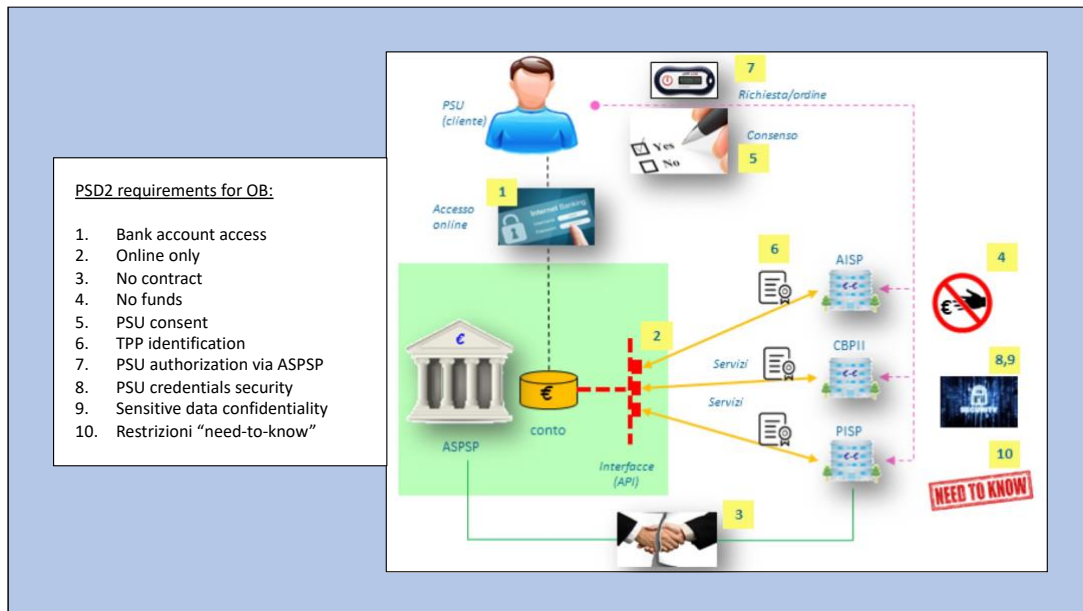 PSD2 requirements for OB:
1. Bank account access
2. Online only
3. No contract
4. No funds
5. PSU consent
6. TPP identification
7. PSU authorization via ASPSP
8. PSU credentials security
9. Sensitive data confidentiality
10. Restrizioni “need-to-know”
PSU
(cliente)
7
Richiesta/ordine
Yes
No
Consenso
5
1
Accesso
online
Internet Banking
6
AISP
4
€-€
€
€
2
CBPII
8,9
Servizi
€-€
SECURITY
€
Servizi
conto
ASPSP
PISP
10
€-€
Interfacce
(API)
NEED TO KNOW
3